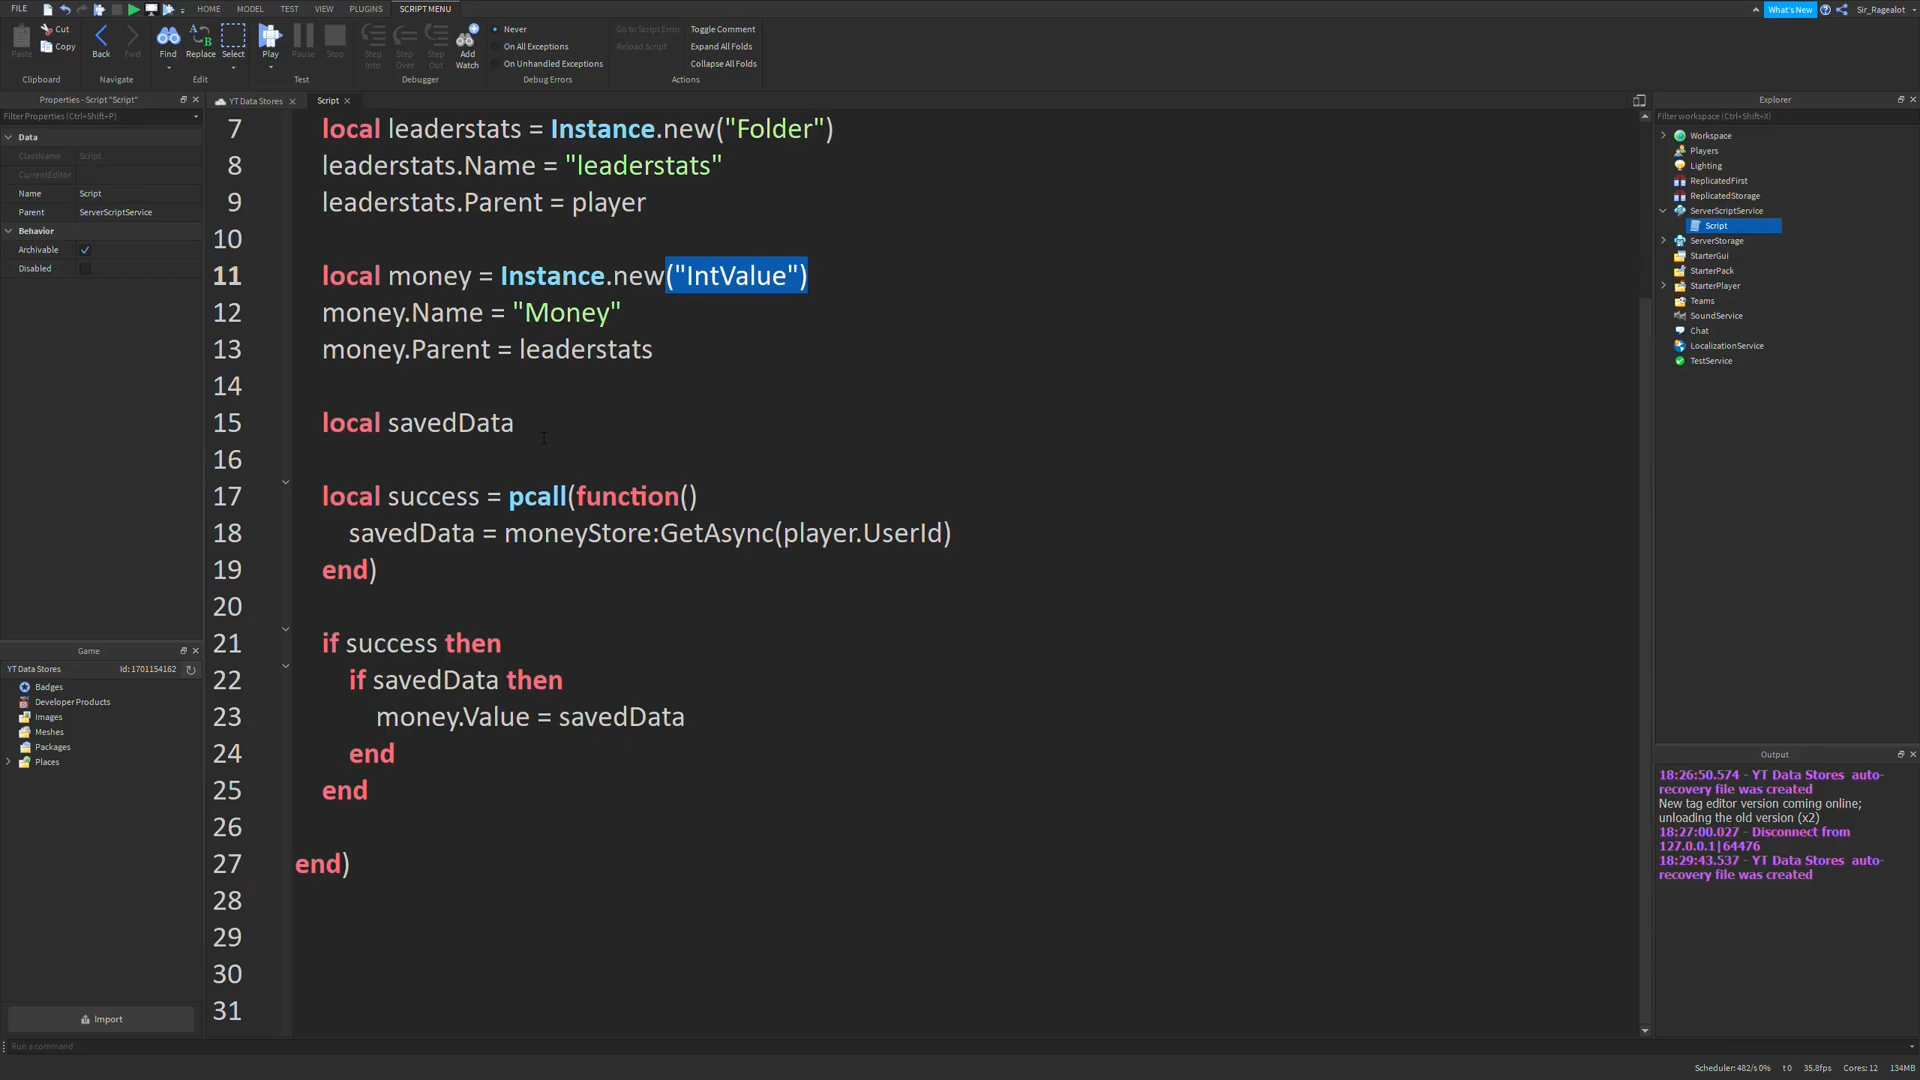 FILE HOME MODEL TEST VIEW PLUGINS SCRIPT MENU What's New Sir_Ragealot
Paste Cut Copy Back Fwd Find Replace Select Play Pause Stop Step Into Step Over Step Out Add Watch
Never Go to Script Error Toggle Comment
On All Exceptions Reload Script Expand All Folds
On Unhandled Exceptions Collapse All Folds
Clipboard Navigate Edit Test Debugger Debug Errors Actions
Properties - Script "Script"
Filter Properties (Ctrl+Shift+P)
Data
ClassName Script
CurrentEditor
Name Script
Parent ServerScriptService
Behavior
Archivable
Disabled
Game
YT Data Stores Id: 1701154162
Badges
Developer Products
Images
Meshes
Packages
Places
Import
YT Data Stores Script
7 local leaderstats = Instance.new("Folder")
8 leaderstats.Name = "leaderstats"
9 leaderstats.Parent = player
10
11 local money = Instance.new("IntValue")
12 money.Name = "Money"
13 money.Parent = leaderstats
14
15 local savedData
16
17 local success = pcall(function()
18 savedData = moneyStore:GetAsync(player.UserId)
19 end)
20
21 if success then
22 if savedData then
23 money.Value = savedData
24 end
25 end
26
27 end)
28
29
30
31
Explorer
Filter workspace (Ctrl+Shift+X)
Workspace
Players
Lighting
ReplicatedFirst
ReplicatedStorage
ServerScriptService
Script
ServerStorage
StarterGui
StarterPack
StarterPlayer
Teams
SoundService
Chat
LocalizationService
TestService
Output
18:26:50.574 - YT Data Stores auto-
recovery file was created
New tag editor version coming online;
unloading the old version (x2)
18:27:00.027 - Disconnect from
127.0.0.1|64476
18:29:43.537 - YT Data Stores auto-
recovery file was created
Run a command
Scheduler: 482/s 0% t 0 35.8fps Cores: 12 134MB